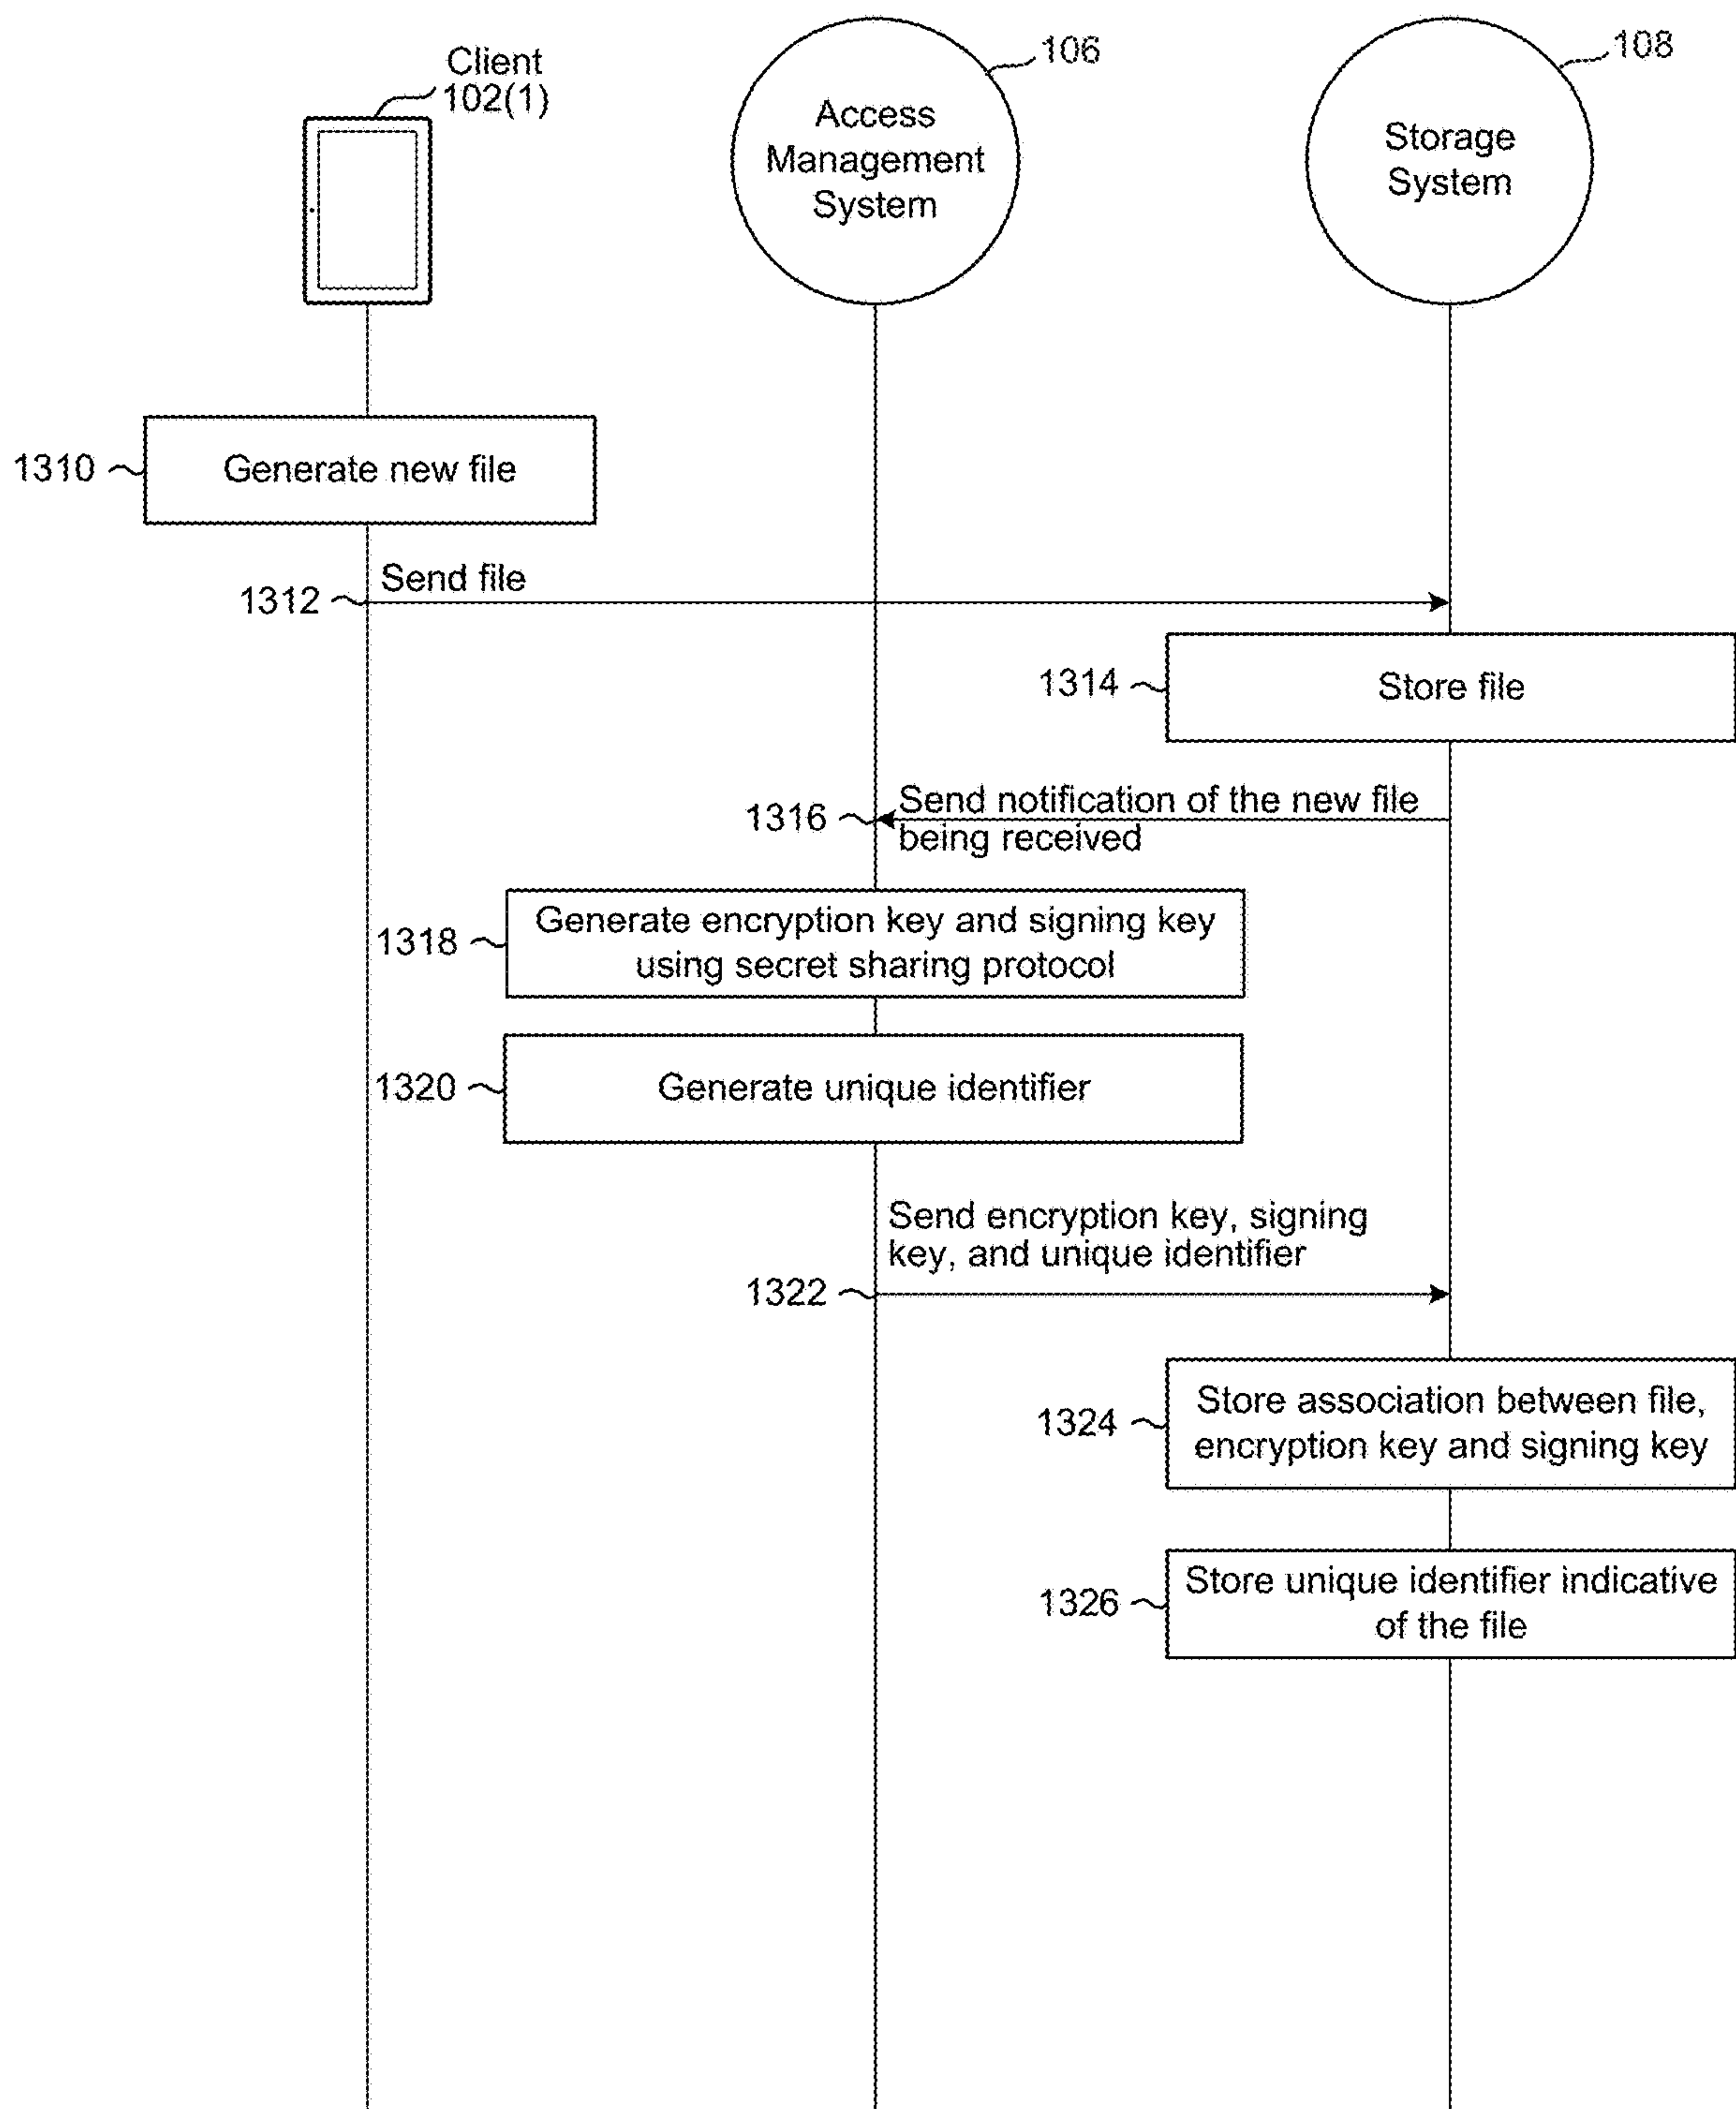 Client
102(1)
106
108
Access
Management
System
Storage
System
1310
Generate new file
Send file
1312
1314
Store file
1316
Send notification of the new file
being received
1318
Generate encryption key and signing key
using secret sharing protocol
1320
Generate unique identifier
Send encryption key, signing
key, and unique identifier
1322
1324
Store association between file,
encryption key and signing key
1326
Store unique identifier indicative
of the file